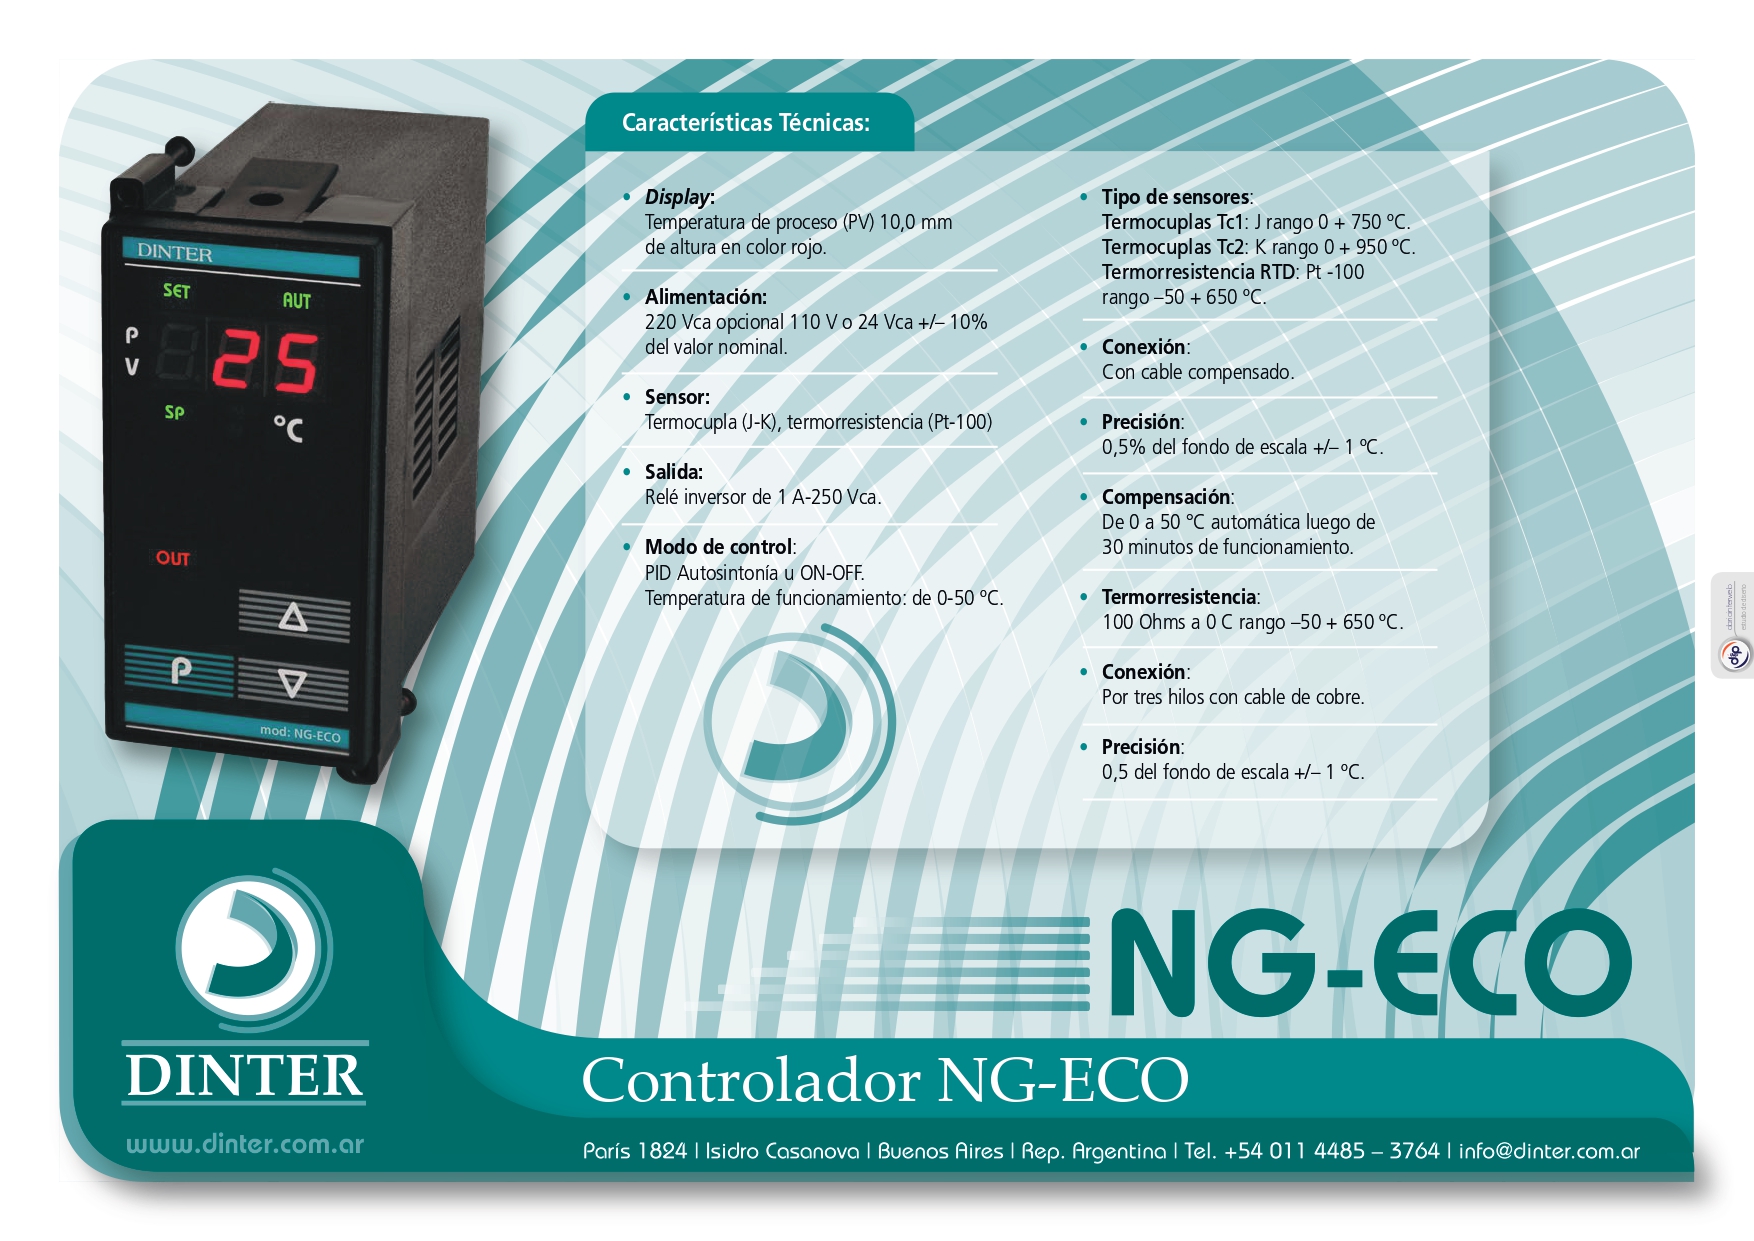 Características Técnicas:
• Display:
Temperatura de proceso (PV) 10,0 mm
de altura en color rojo.
• Alimentación:
220 Vca opcional 110 V o 24 Vca +/– 10%
del valor nominal.
• Sensor:
Termocupla (J-K), termorresistencia (Pt-100)
• Salida:
Relé inversor de 1 A-250 Vca.
• Modo de control:
PID Autosintonía u ON-OFF.
Temperatura de funcionamiento: de 0-50 ºC.
• Tipo de sensores:
Termocuplas Tc1: J rango 0 + 750 ºC.
Termocuplas Tc2: K rango 0 + 950 ºC.
Termorresistencia RTD: Pt -100
rango –50 + 650 ºC.
• Conexión:
Con cable compensado.
• Precisión:
0,5% del fondo de escala +/– 1 ºC.
• Compensación:
De 0 a 50 ºC automática luego de
30 minutos de funcionamiento.
• Termorresistencia:
100 Ohms a 0 C rango –50 + 650 ºC.
• Conexión:
Por tres hilos con cable de cobre.
• Precisión:
0,5 del fondo de escala +/– 1 ºC.
DINTER
SET AUT
P
V
25
SP
°C
OUT
P
mod: NG-ECO
NG-ECO
Controlador NG-ECO
DINTER
www.dinter.com.ar
París 1824 | Isidro Casanova | Buenos Aires | Rep. Argentina | Tel. +54 011 4485 – 3764 | info@dinter.com.ar